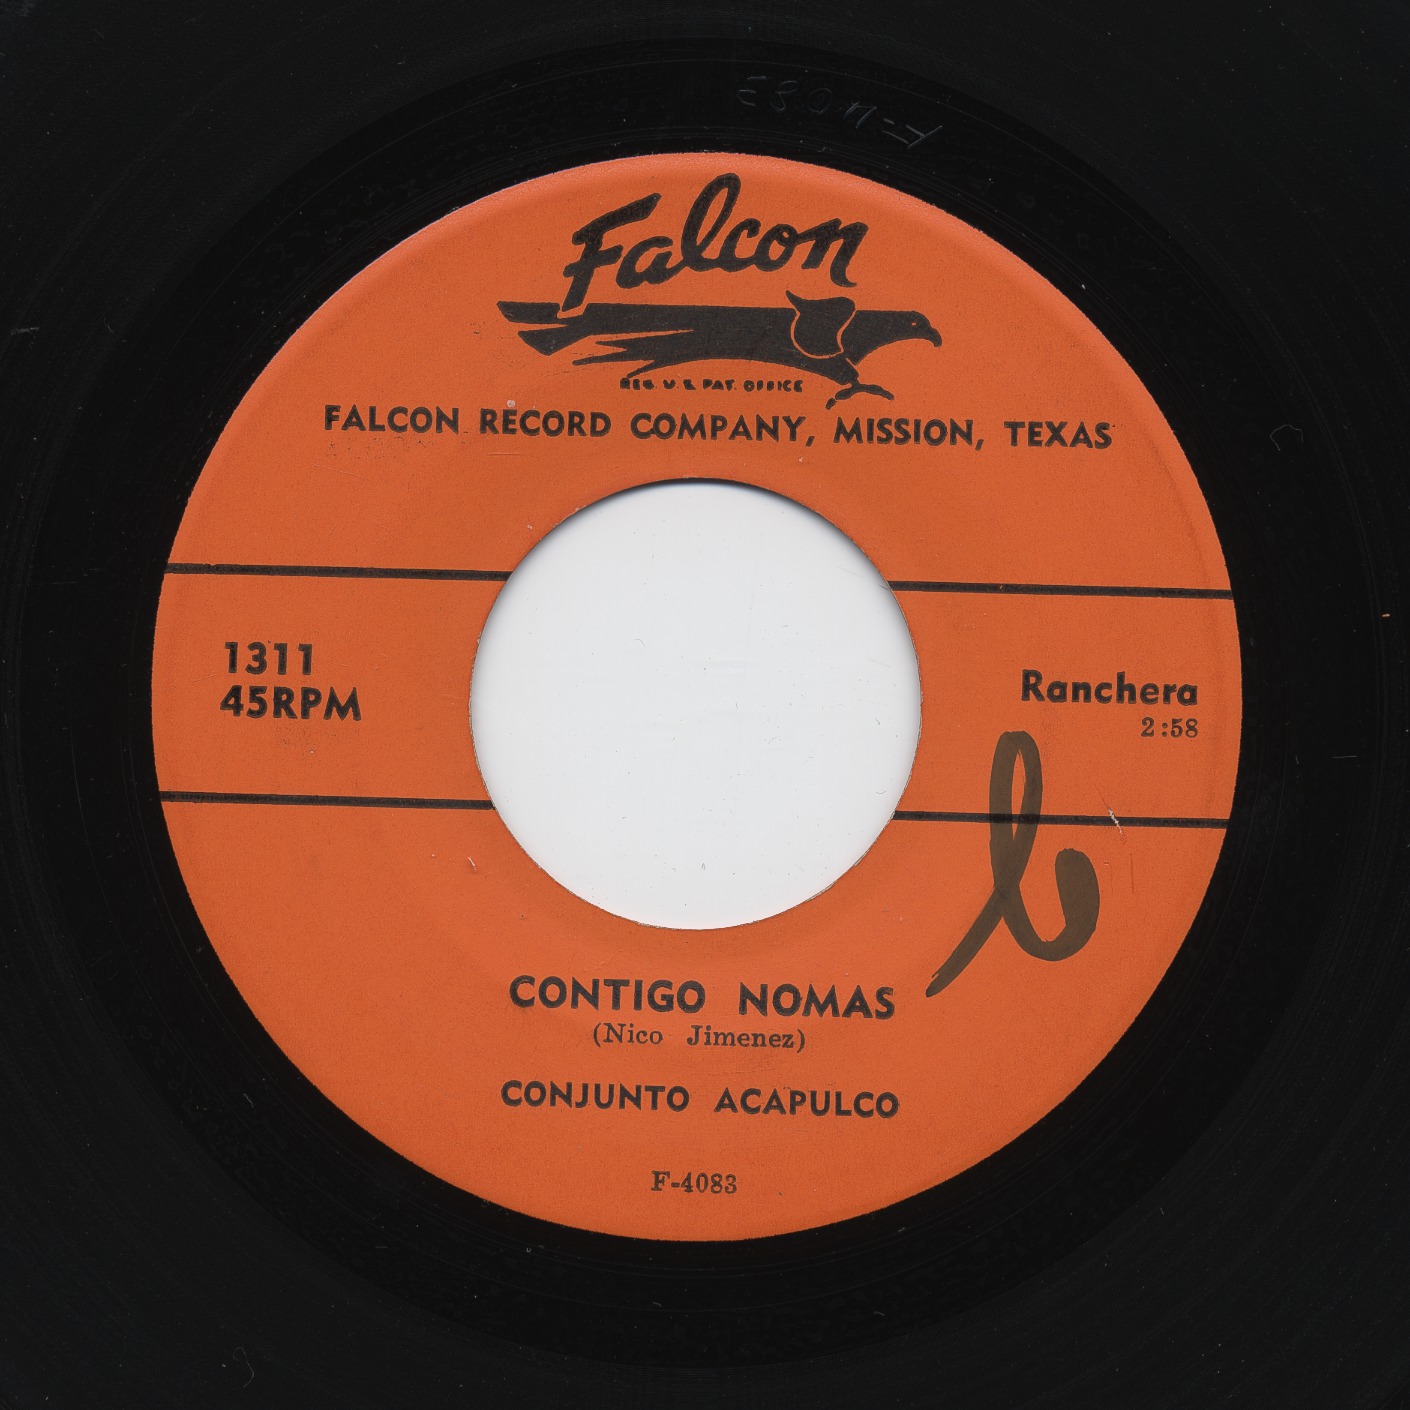 Falcon
REG. U.S. PAT. OFFICE
FALCON RECORD COMPANY, MISSION, TEXAS
1311
45RPM
Ranchera
2:58
CONTIGO NOMAS
(Nico Jimenez)
CONJUNTO ACAPULCO
F-4083
F-4083